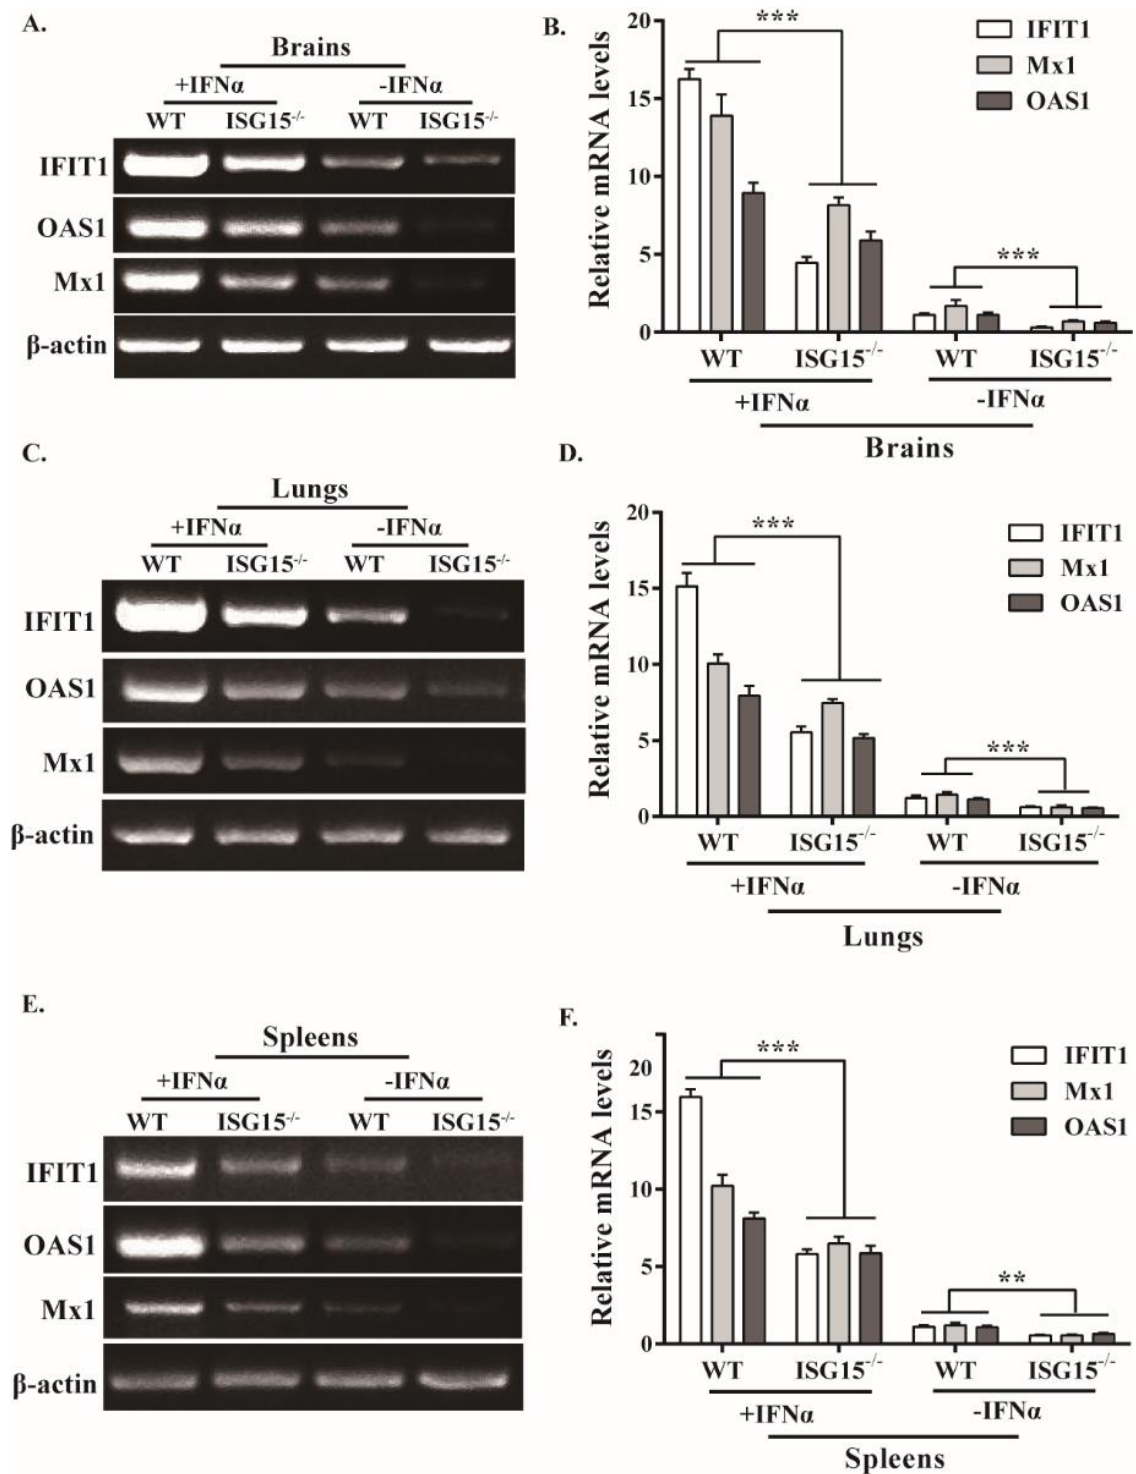 A.
Brains
+IFNα -IFNα
WT ISG15-/- WT ISG15-/-
IFIT1
OAS1
Mx1
β-actin
B.
Relative mRNA levels
20
15
10
5
0
***
***
IFIT1
Mx1
OAS1
WT ISG15-/- WT ISG15-/-
+IFNα -IFNα
Brains
C.
Lungs
+IFNα -IFNα
WT ISG15-/- WT ISG15-/-
IFIT1
OAS1
Mx1
β-actin
D.
Relative mRNA levels
20
15
10
5
0
***
***
IFIT1
Mx1
OAS1
WT ISG15-/- WT ISG15-/-
+IFNα -IFNα
Lungs
E.
Spleens
+IFNα -IFNα
WT ISG15-/- WT ISG15-/-
IFIT1
OAS1
Mx1
β-actin
F.
Relative mRNA levels
20
15
10
5
0
***
**
IFIT1
Mx1
OAS1
WT ISG15-/- WT ISG15-/-
+IFNα -IFNα
Spleens